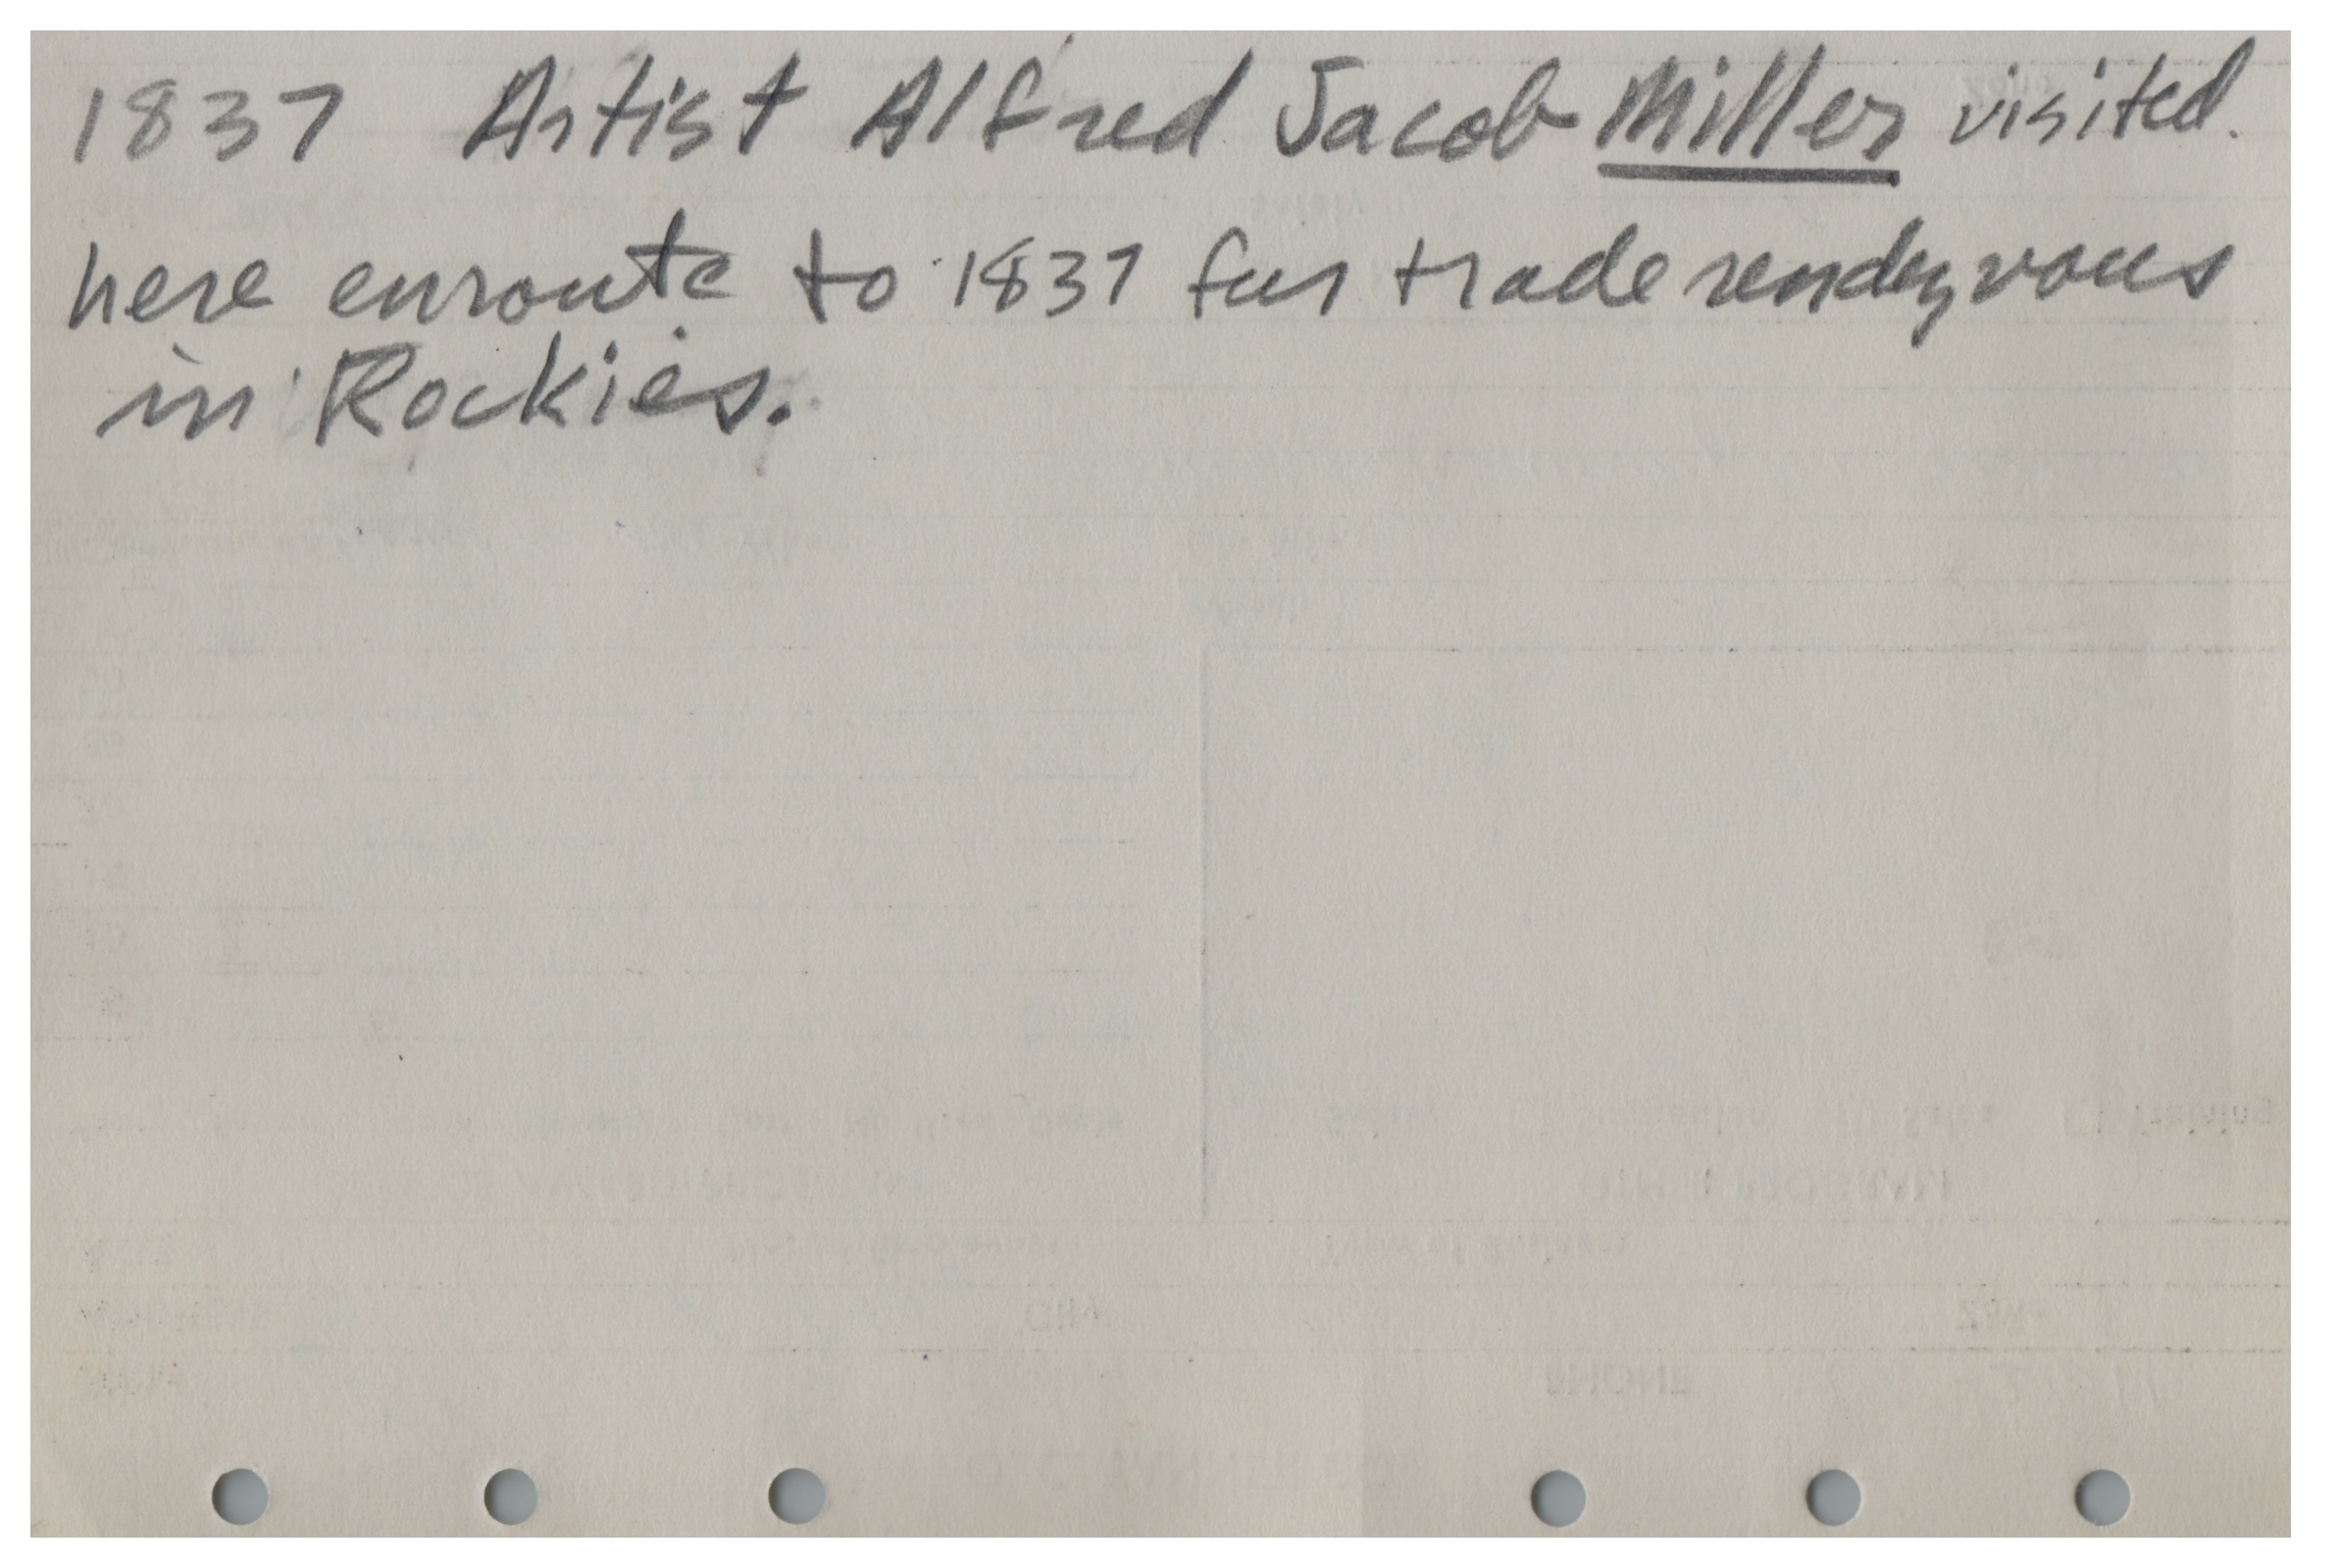 1837 Artist Alfred Jacob Miller visited.
here enroute to 1837 fur trade rendezvous
in Rockies.